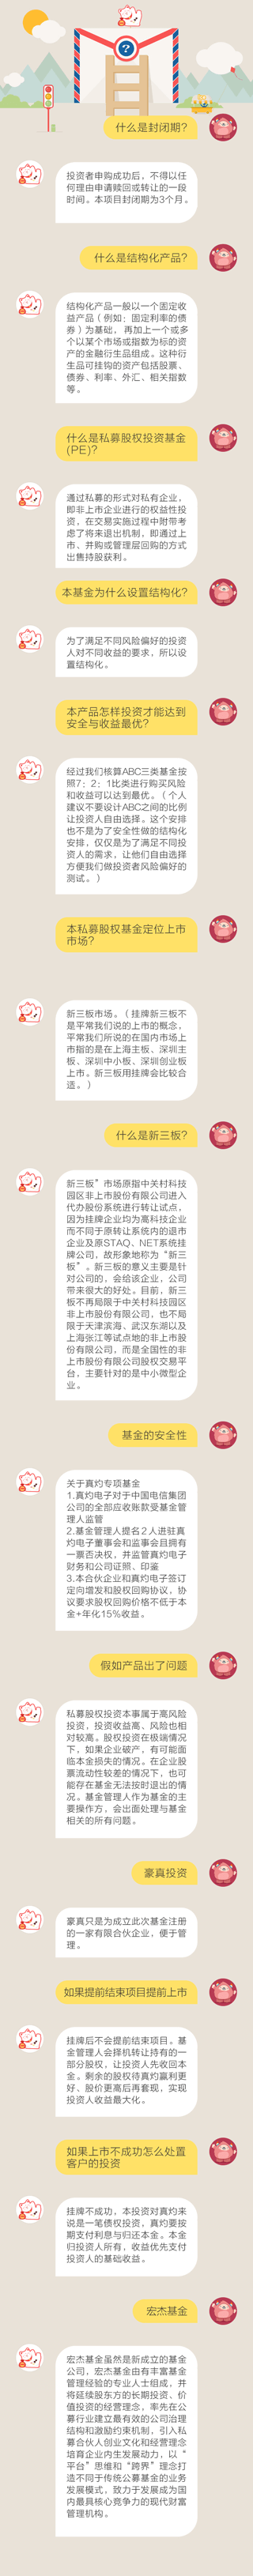 ?
什么是封闭期?
投资者申购成功后，不得以任
何理由申请赎回或转让的一段
时间。本项目封闭期为3个月。
什么是结构化产品?
结构化产品一般以一个固定收
益产品（例如：固定利率的债
券）为基础，再加上一个或多
个以某个市场或指数为标的资
产的金融衍生品组成。这种衍
生品可挂钩的资产包括股票、
债券、利率、外汇、相关指数
等。
什么是私募股权投资基金
(PE)?
通过私募的形式对私有企业，
即非上市企业进行的权益性投
资，在交易实施过程中附带考
虑了将来退出机制，即通过上
市、并购或管理层回购的方式
出售持股获利。
本基金为什么设置结构化?
为了满足不同风险偏好的投资
人对不同收益的要求，所以设
置结构化。
本产品怎样投资才能达到
安全与收益最优?
经过我们核算ABC三类基金按
照7；2；1比类进行购买风险
和收益可以达到最优。（个人
建议不要设计ABC之间的比例
让投资人自由选择。这个安排
也不是为了安全性做的结构化
安排，仅仅是为了满足不同投
资人的需求，让他们自由选择
方便我们做投资者风险偏好的
测试。）
本私募股权基金定位上市
市场?
新三板市场。（挂牌新三板不
是平常我们说的上市的概念，
平常我们所说的在国内市场上
市指的是在上海主板、深圳主
板、深圳中小板、深圳创业板
上市。新三板用挂牌会比较合
适。）
什么是新三板?
新三板”市场原指中关村科技
园区非上市股份有限公司进入
代办股份系统进行转让试点，
因为挂牌企业均为高科技企业
而不同于原转让系统内的退市
企业及原STAQ、NET系统挂
牌公司，故形象地称为“新三
板”。新三板的意义主要是针
对公司的，会给该企业，公司
带来很大的好处。目前，新三
板不再局限于中关村科技园区
非上市股份有限公司，也不局
限于天津滨海、武汉东湖以及
上海张江等试点地的非上市股
份有限公司，而是全国性的非
上市股份有限公司股权交易平
台，主要针对的是中小微型企
业。
基金的安全性
关于真灼专项基金
1.真灼电子对于中国电信集团
公司的全部应收账款受基金管
理人监管
2.基金管理人提名2人进驻真
灼电子董事会和监事会且拥有
一票否决权，并监管真灼电子
财务和公司证照、印鉴
3.本合伙企业和真灼电子签订
定向增发和股权回购协议，协
议要求股权回购价格不低于本
金+年化15%收益。
假如产品出了问题
私募股权投资本事属于高风险
投资，投资收益高、风险也相
对较高。股权投资在极端情况
下，如果企业破产，有可能面
临本金损失的情况。在企业股
票流动性较差的情况下，也可
能存在基金无法按时退出的情
况。基金管理人作为基金的主
要操作方，会出面处理与基金
相关的所有问题。
豪真投资
豪真只是为成立此次基金注册
的一家有限合伙企业，便于管
理。
如果提前结束项目提前上市
挂牌后不会提前结束项目。基
金管理人会择机转让持有的一
部分股权，让投资人先收回本
金。剩余的股权待真灼赢利更
好、股价更高后再套现，实现
投资人收益最大化。
如果上市不成功怎么处置
客户的投资
挂牌不成功，本投资对真灼来
说是一笔债权投资，真灼要按
期支付利息与归还本金。本金
归投资人所有，收益优先支付
投资人的基础收益。
宏杰基金
宏杰基金虽然是新成立的基金
公司，宏杰基金由有丰富基金
管理经验的专业人士组成，并
将延续股东方的长期投资、价
值投资的经营理念，率先在公
募行业建立最有效的公司治理
结构和激励约束机制，引入私
募合伙人创业文化和经营理念
培育企业内生发展动力，以“
平台”思维和“跨界”理念打
造不同于传统公募基金的业务
发展模式，致力于发展成为国
内最具核心竞争力的现代财富
管理机构。